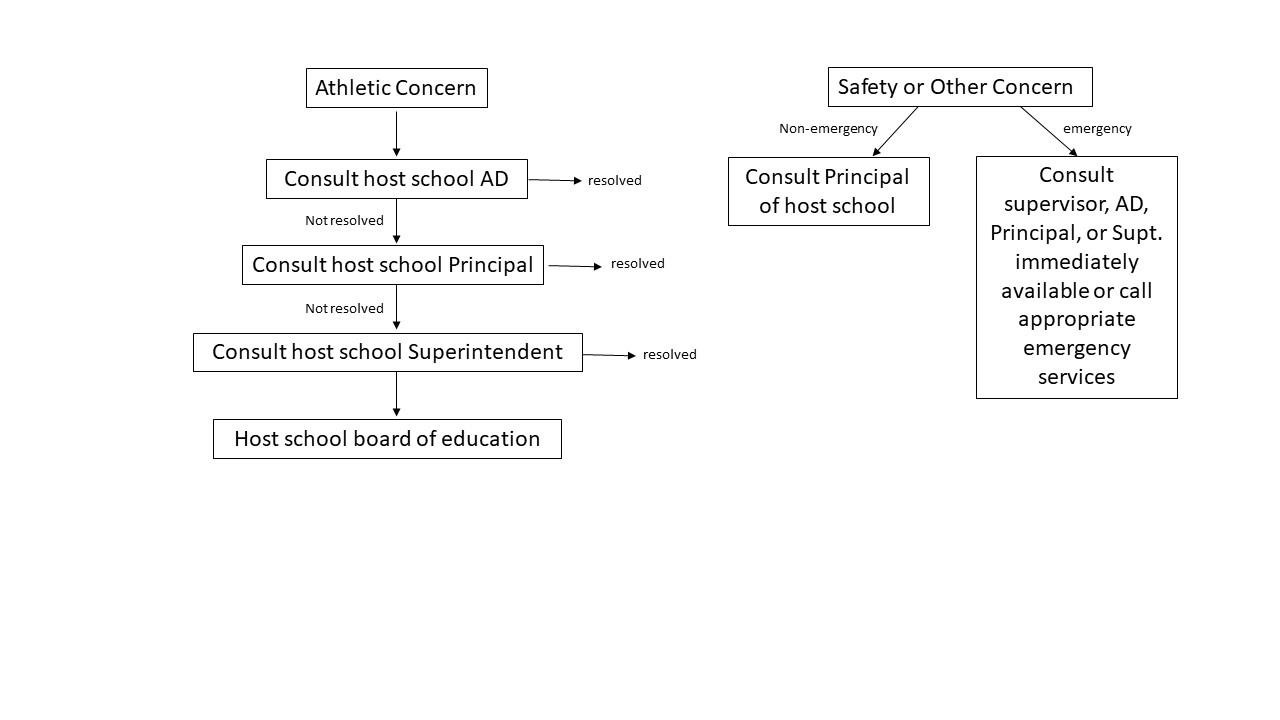 Athletic Concern
Consult host school AD
resolved
Not resolved
Consult host school Principal
resolved
Not resolved
Consult host school Superintendent
resolved
Host school board of education
Safety or Other Concern
Non-emergency
emergency
Consult Principal
of host school
Consult
supervisor, AD,
Principal, or Supt.
immediately
available or call
appropriate
emergency
services